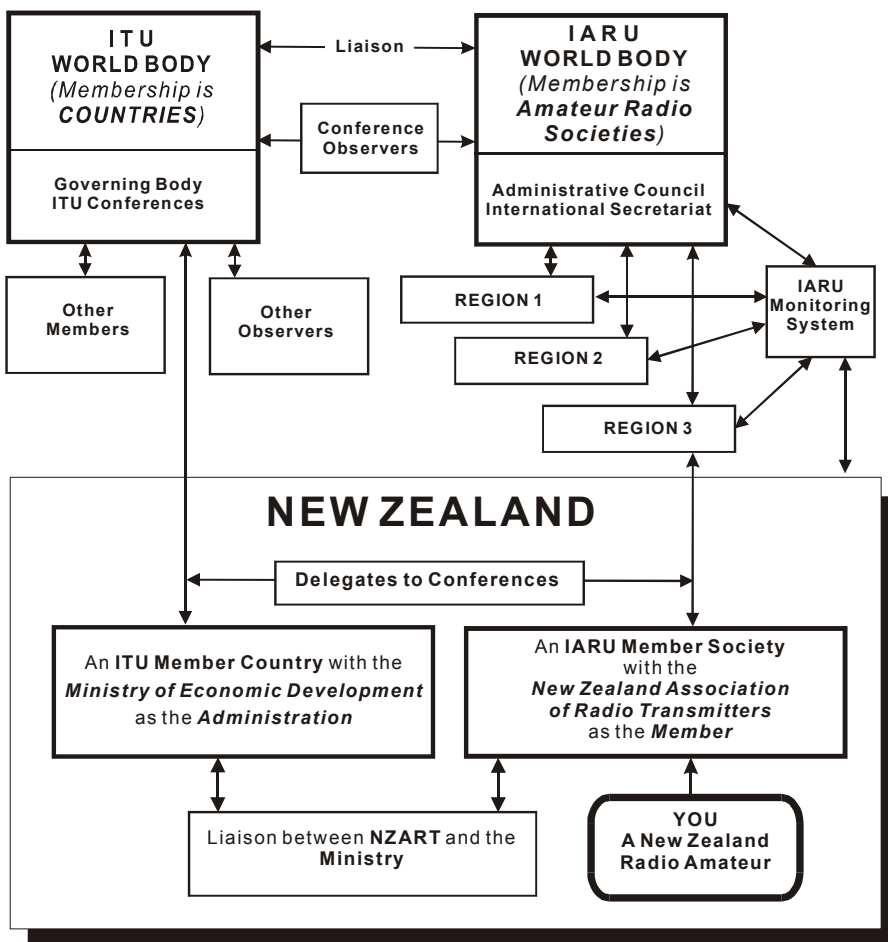 ITU
WORLD BODY
(Membership is
COUNTRIES)
Governing Body
ITU Conferences
Liaison
Conference
Observers
IARU
WORLD BODY
(Membership is
Amateur Radio
Societies)
Administrative Council
International Secretariat
Other
Members
Other
Observers
REGION 1
REGION 2
REGION 3
IARU
Monitoring
System
NEW ZEALAND
Delegates to Conferences
An ITU Member Country with the
Ministry of Economic Development
as the Administration
An IARU Member Society
with the
New Zealand Association
of Radio Transmitters
as the Member
Liaison between NZART and the
Ministry
YOU
A New Zealand
Radio Amateur